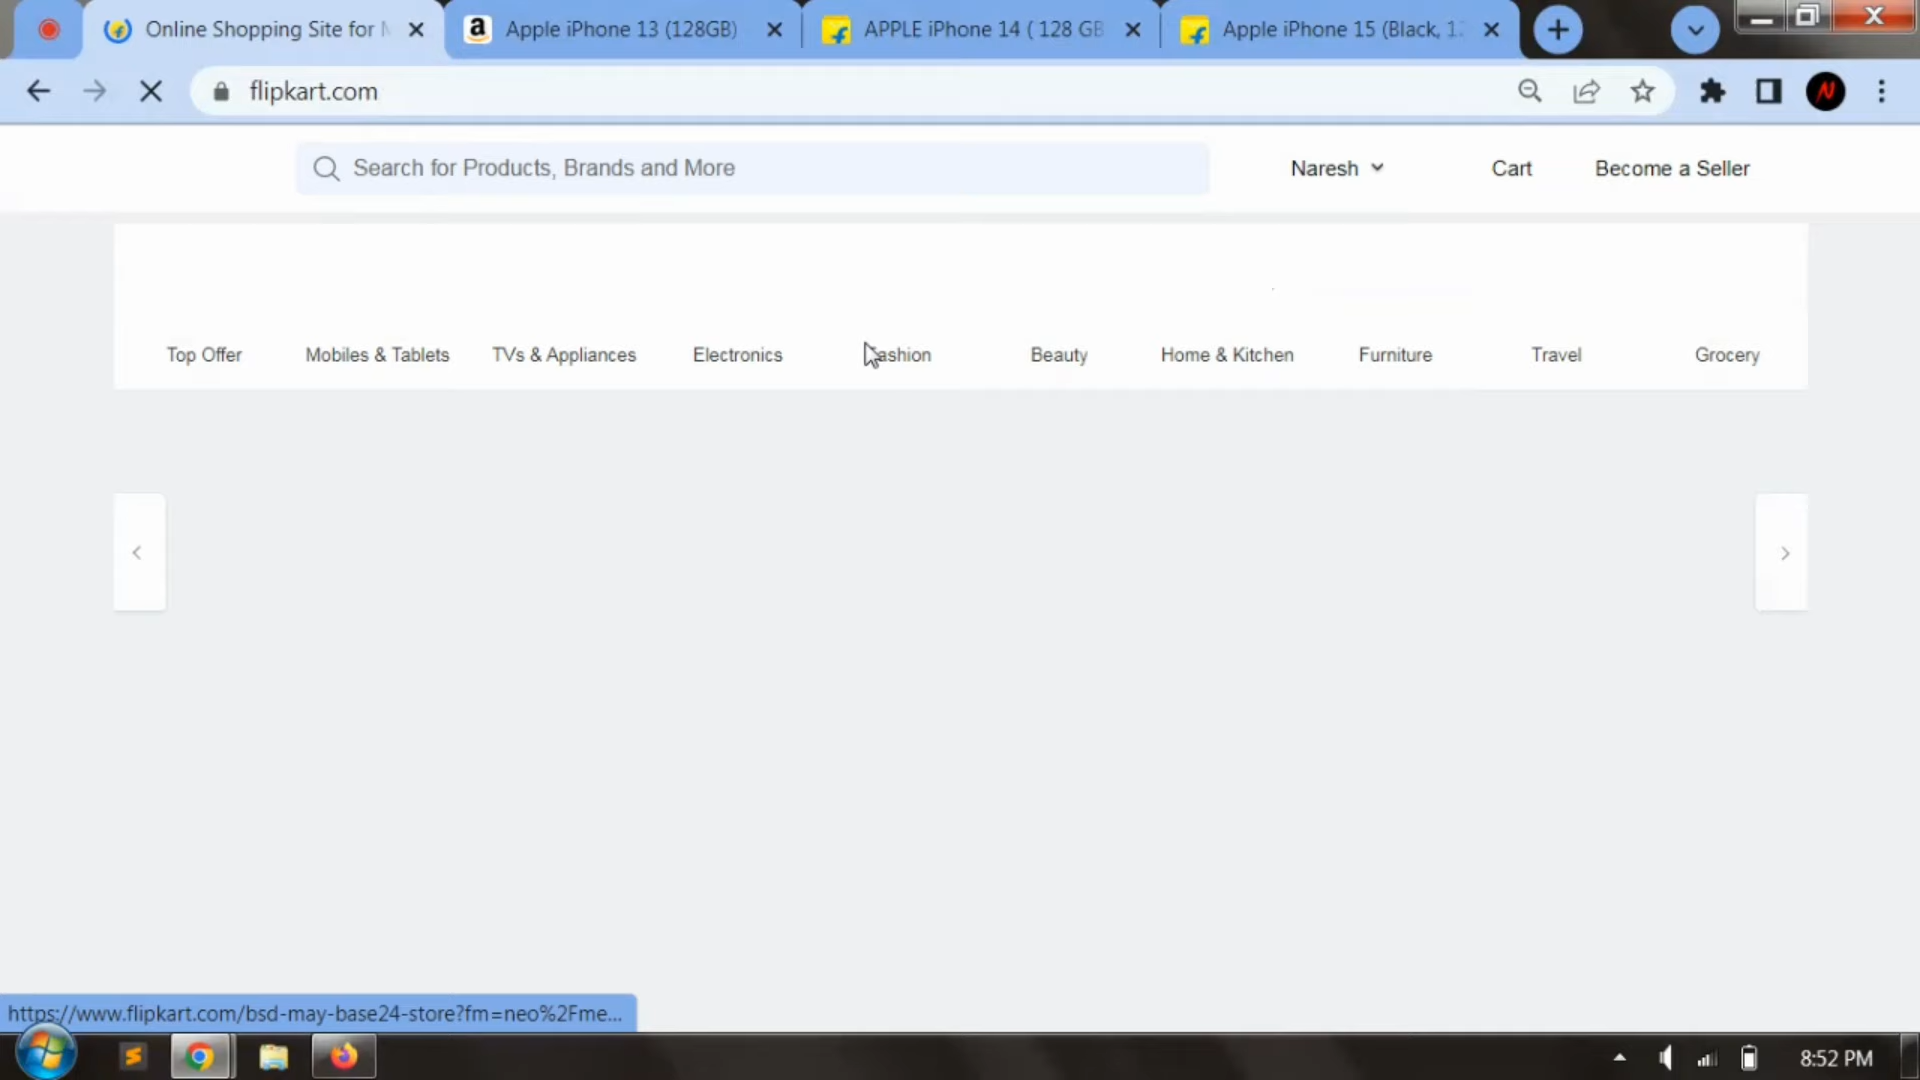 Online Shopping Site for M
Apple iPhone 13 (128GB)
APPLE iPhone 14 ( 128 GB
Apple iPhone 15 (Black, 12
flipkart.com
Search for Products, Brands and More
Naresh
Cart
Become a Seller
Top Offer
Mobiles & Tablets
TVs & Appliances
Electronics
Fashion
Beauty
Home & Kitchen
Furniture
Travel
Grocery
https://www.flipkart.com/bsd-may-base24-store?fm=neo%2Fme...
8:52 PM